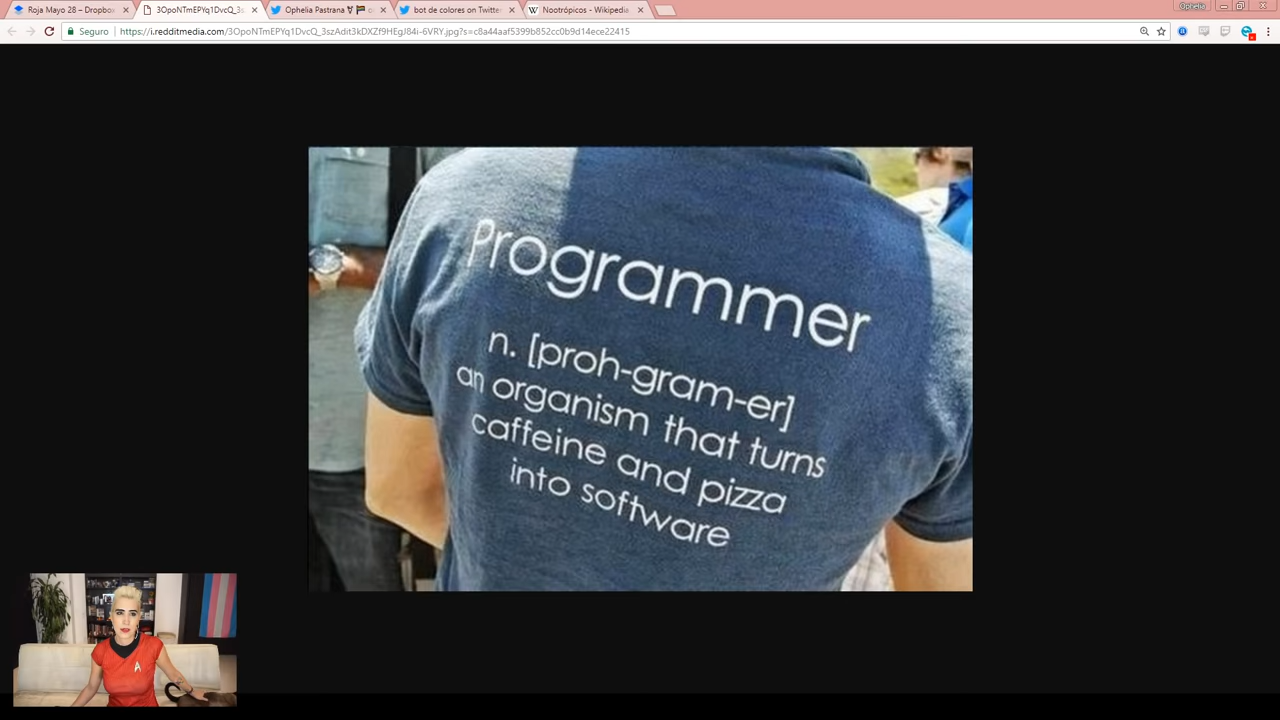 Roja Mayo 28 – Dropbox
3OpoNTmEPYq1DvcQ_3s
Ophelia Pastrana
bot de colores on Twitter
Nootrópicos - Wikipedia
Ophelia
Seguro
https://i.redditmedia.com/3OpoNTmEPYq1DvcQ_3szAdit3kDXZf9HEgJ84i-6VRY.jpg?s=c8a44aaf5399b852cc0b9d14ece22415
Programmer
n. [proh-gram-er]
an organism that turns
caffeine and pizza
into software